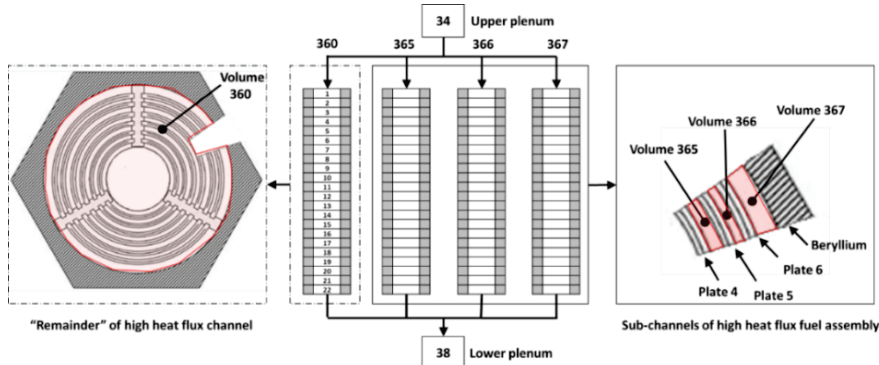 34
Upper plenum
360
365
366
367
Volume
360
1
2
3
4
5
6
7
8
9
10
11
12
13
14
15
16
17
18
19
20
21
22
Volume 367
Volume 366
Volume 365
Beryllium
Plate 6
Plate 5
Plate 4
"Remainder" of high heat flux channel
Sub-channels of high heat flux fuel assembly
38
Lower plenum